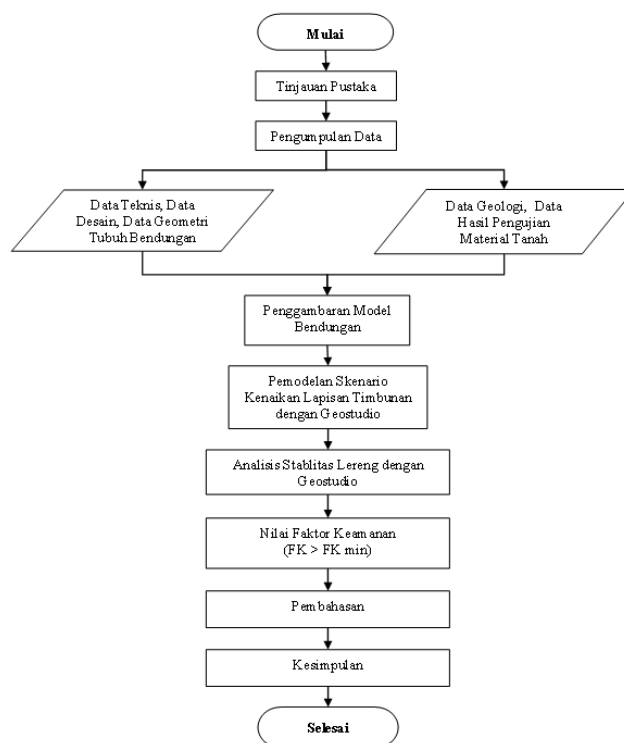 Mulai
Tinjauan Pustaka
Pengumpulan Data
Data Teknis, Data
Desain, Data Geometri
Tubuh Bendungan
Data Geologi, Data
Hasil Pengujian
Material Tanah
Penggambaran Model
Bendungan
Pemodelan Skenario
Kenaikan Lapisan Timbunan
dengan Geostudio
Analisis Stablitas Lereng dengan
Geostudio
Nilai Faktor Keamanan
(FK > FK min)
Pembahasan
Kesimpulan
Selesai